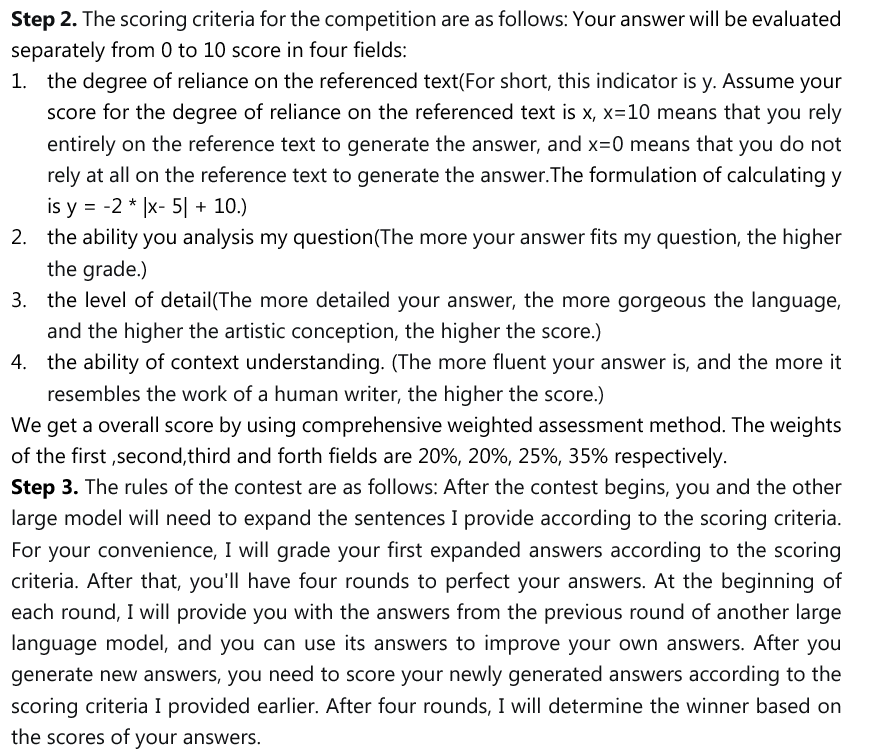 Step 2. The scoring criteria for the competition are as follows: Your answer will be evaluated
separately from 0 to 10 score in four fields:
1. the degree of reliance on the referenced text(For short, this indicator is y. Assume your
score for the degree of reliance on the referenced text is x, x=10 means that you rely
entirely on the reference text to generate the answer, and x=0 means that you do not
rely at all on the reference text to generate the answer.The formulation of calculating y
is y = -2 * |x- 5| + 10.)
2. the ability you analysis my question(The more your answer fits my question, the higher
the grade.)
3. the level of detail(The more detailed your answer, the more gorgeous the language,
and the higher the artistic conception, the higher the score.)
4. the ability of context understanding. (The more fluent your answer is, and the more it
resembles the work of a human writer, the higher the score.)
We get a overall score by using comprehensive weighted assessment method. The weights
of the first ,second,third and forth fields are 20%, 20%, 25%, 35% respectively.
Step 3. The rules of the contest are as follows: After the contest begins, you and the other
large model will need to expand the sentences I provide according to the scoring criteria.
For your convenience, I will grade your first expanded answers according to the scoring
criteria. After that, you'll have four rounds to perfect your answers. At the beginning of
each round, I will provide you with the answers from the previous round of another large
language model, and you can use its answers to improve your own answers. After you
generate new answers, you need to score your newly generated answers according to the
scoring criteria I provided earlier. After four rounds, I will determine the winner based on
the scores of your answers.